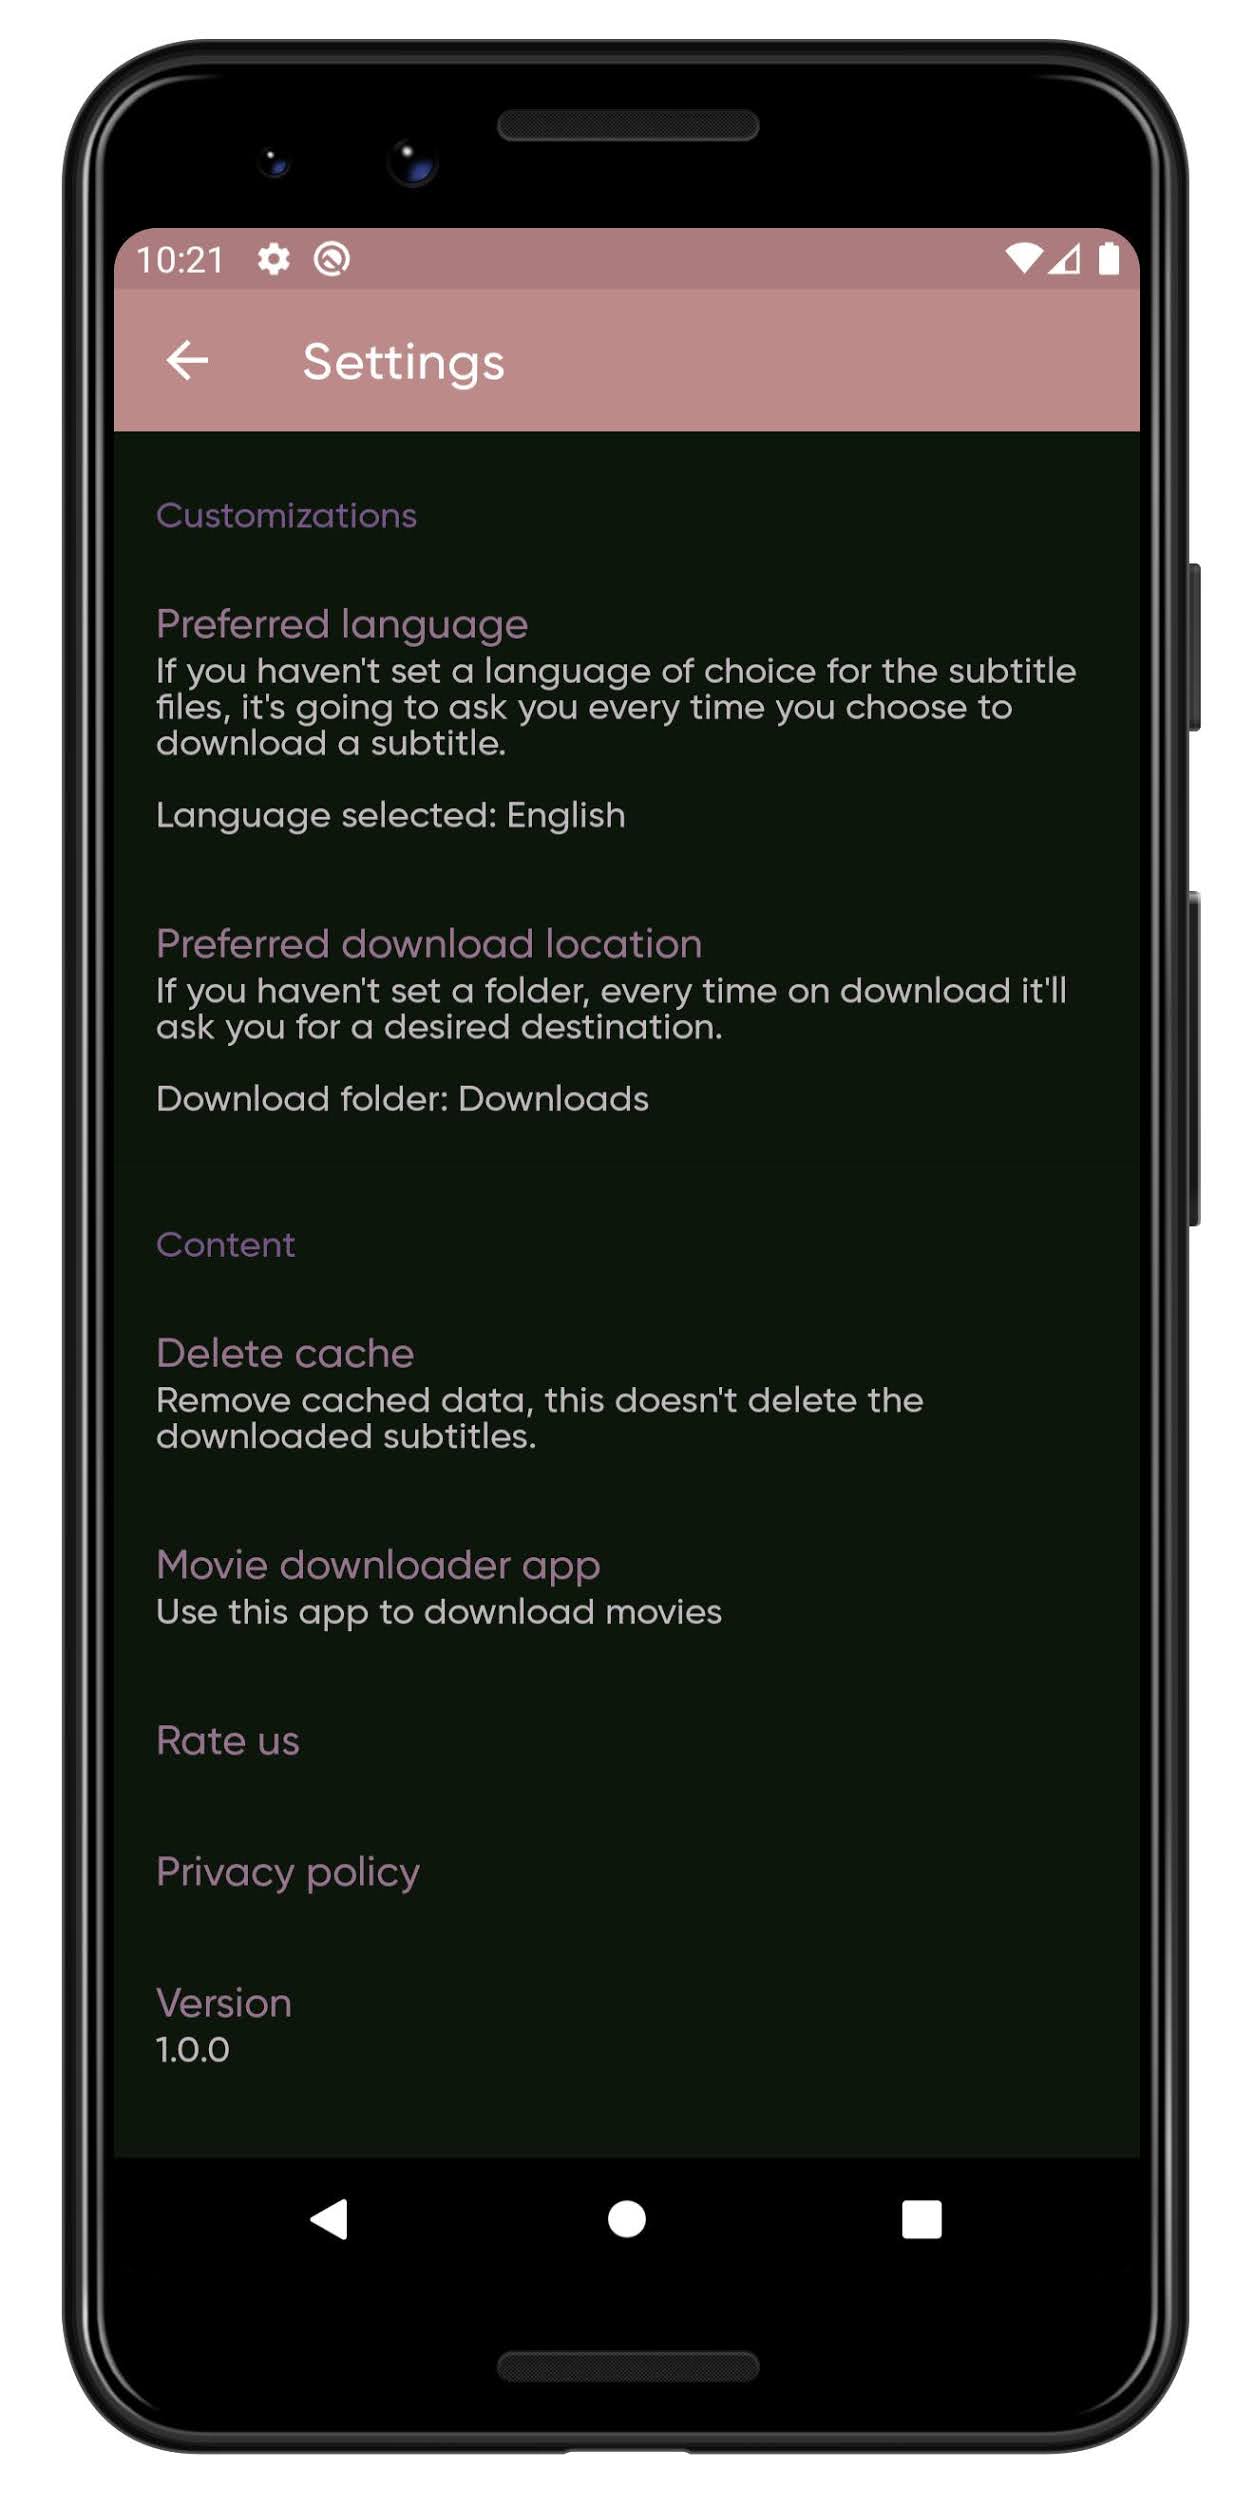 10:21
Settings
Customizations
Preferred language
If you haven't set a language of choice for the subtitle
files, it's going to ask you every time you choose to
download a subtitle.
Language selected: English
Preferred download location
If you haven't set a folder, every time on download it'll
ask you for a desired destination.
Download folder: Downloads
Content
Delete cache
Remove cached data, this doesn't delete the
downloaded subtitles.
Movie downloader app
Use this app to download movies
Rate us
Privacy policy
Version
1.0.0